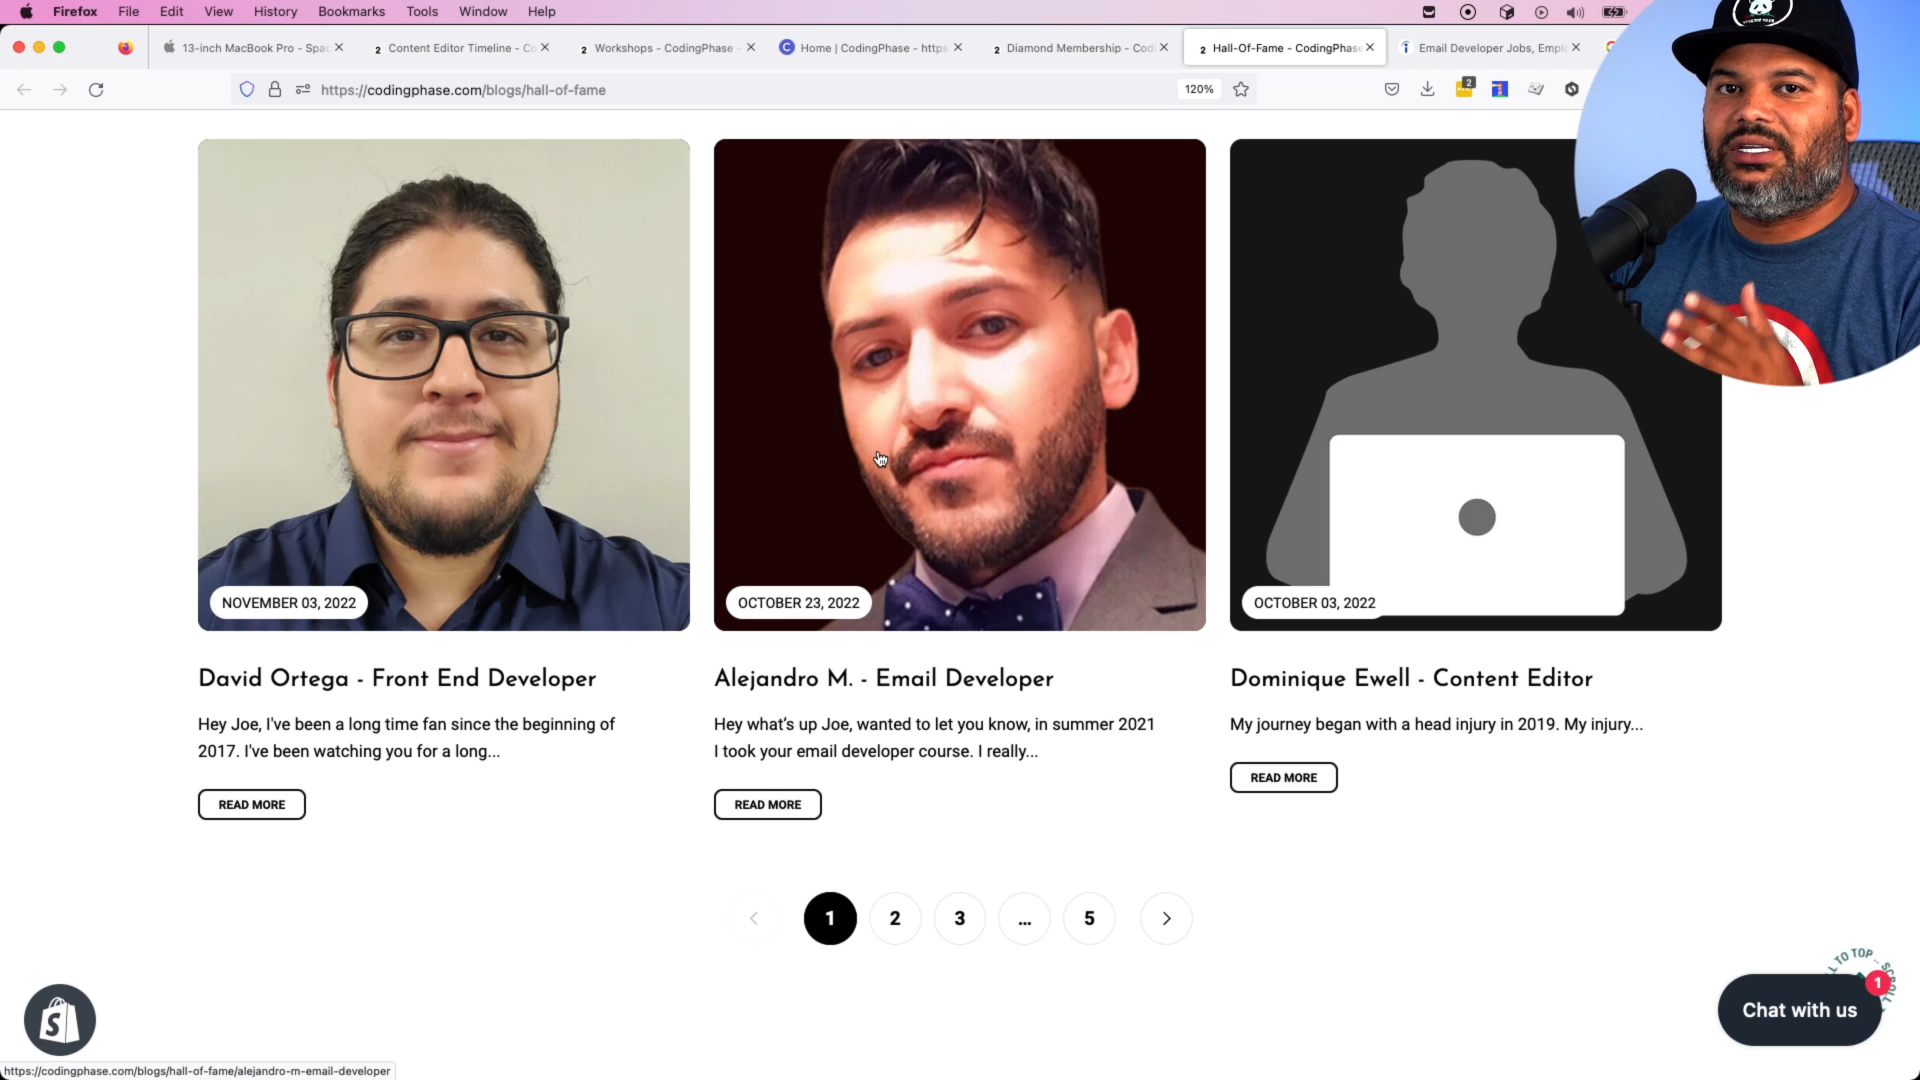 Firefox File Edit View History Bookmarks Tools Window Help
13-inch MacBook Pro - Spac
2 Content Editor Timeline - Co
2 Workshops - CodingPhase -
C Home | CodingPhase - https
2 Diamond Membership - Codi
2 Hall-Of-Fame - CodingPhase
Email Developer Jobs, Empl
https://codingphase.com/blogs/hall-of-fame
120%
2
NOVEMBER 03, 2022
OCTOBER 23, 2022
OCTOBER 03, 2022
David Ortega - Front End Developer
Hey Joe, I've been a long time fan since the beginning of
2017. I've been watching you for a long...
READ MORE
Alejandro M. - Email Developer
Hey what’s up Joe, wanted to let you know, in summer 2021
I took your email developer course. I really...
READ MORE
Dominique Ewell - Content Editor
My journey began with a head injury in 2019. My injury...
READ MORE
1 2 3 ... 5
TO TOP
SCROLL
1
Chat with us
S
https://codingphase.com/blogs/hall-of-fame/alejandro-m-email-developer